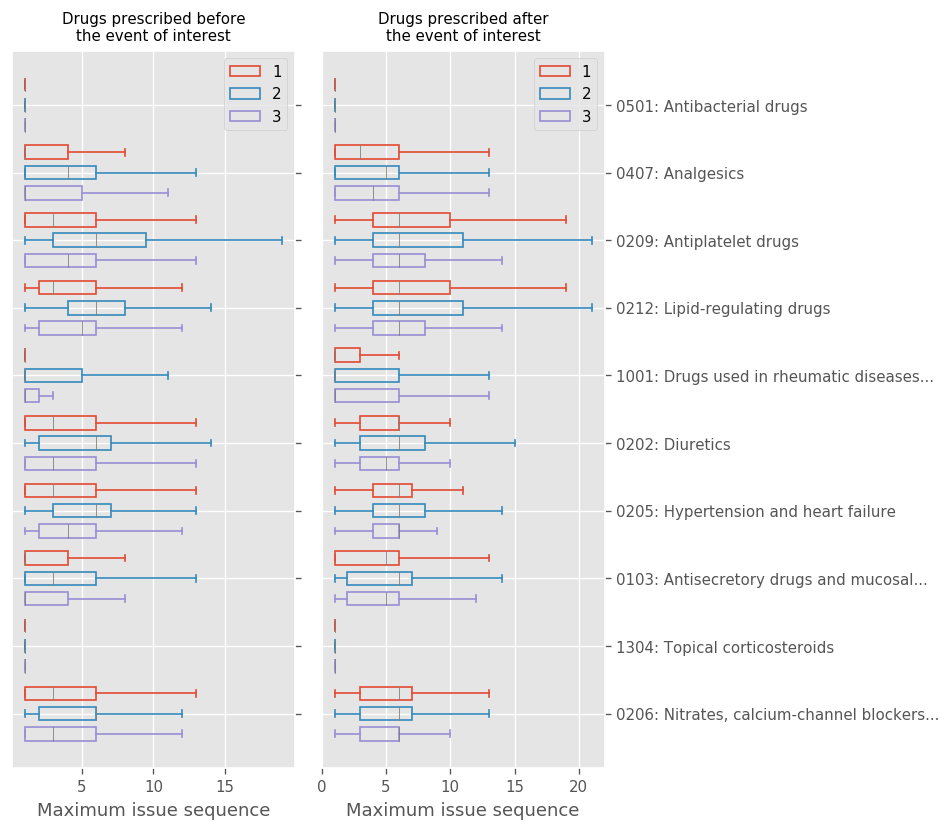 Drugs prescribed before
the event of interest
Drugs prescribed after
the event of interest
1
2
3
1
2
3
0501: Antibacterial drugs
0407: Analgesics
0209: Antiplatelet drugs
0212: Lipid-regulating drugs
1001: Drugs used in rheumatic diseases...
0202: Diuretics
0205: Hypertension and heart failure
0103: Antisecretory drugs and mucosal...
1304: Topical corticosteroids
0206: Nitrates, calcium-channel blockers...
5 10 15
0 5 10 15 20
Maximum issue sequence
Maximum issue sequence